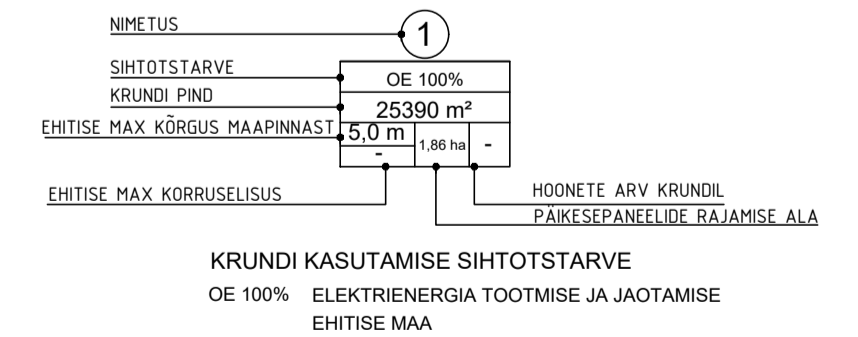 NIMETUS
1
SIHTOTSTARVE
OE 100%
KRUNDI PIND
25390 m²
EHITISE MAX KÕRGUS MAAPINNAST
5,0 m
1,86 ha
-
-
EHITISE MAX KORRUSELISUS
HOONETE ARV KRUNDIL
PÄIKESEPANEELIDE RAJAMISE ALA
KRUNDI KASUTAMISE SIHTOTSTARVE
OE 100% ELEKTRIENERGIA TOOTMISE JA JAOTAMISE
EHITISE MAA